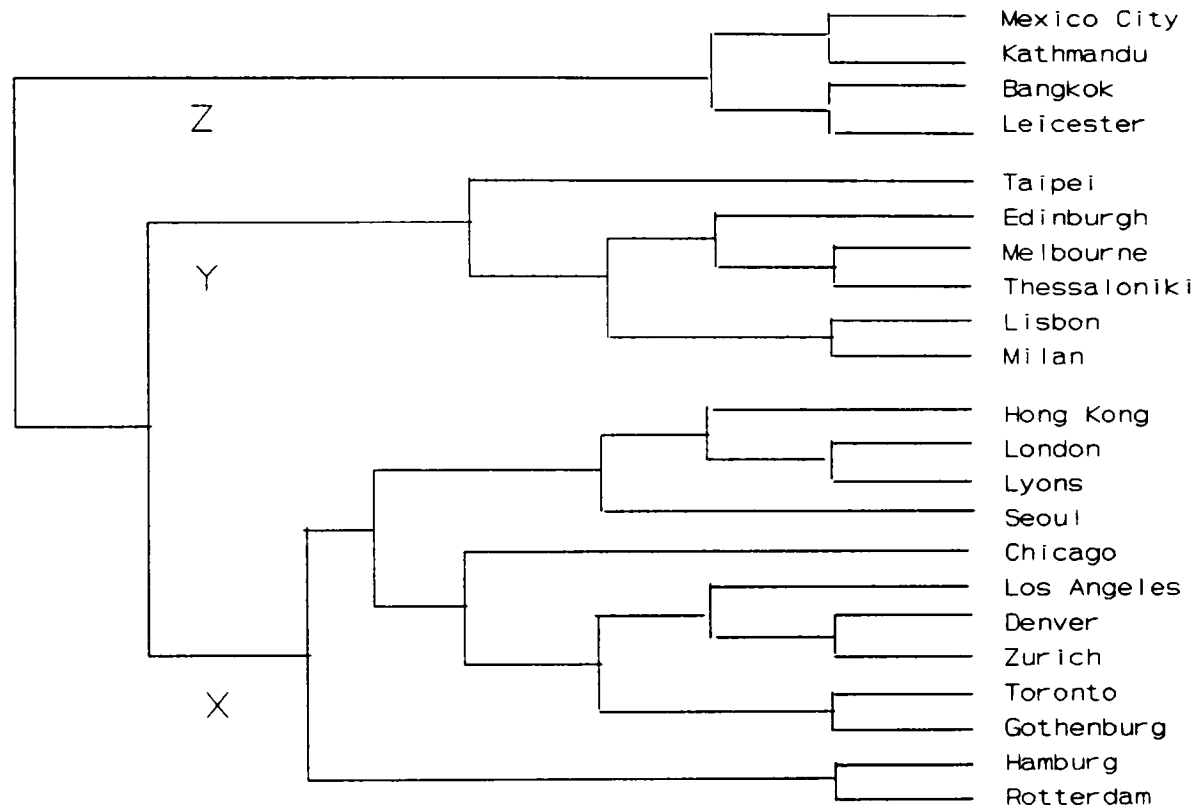 Mexico City
Kathmandu
Bangkok
Leicester
Z
Taipei
Edinburgh
Melbourne
Thessaloniki
Lisbon
Milan
Y
Hong Kong
London
Lyons
Seoul
Chicago
Los Angeles
Denver
Zurich
Toronto
Gothenburg
Hamburg
Rotterdam
X